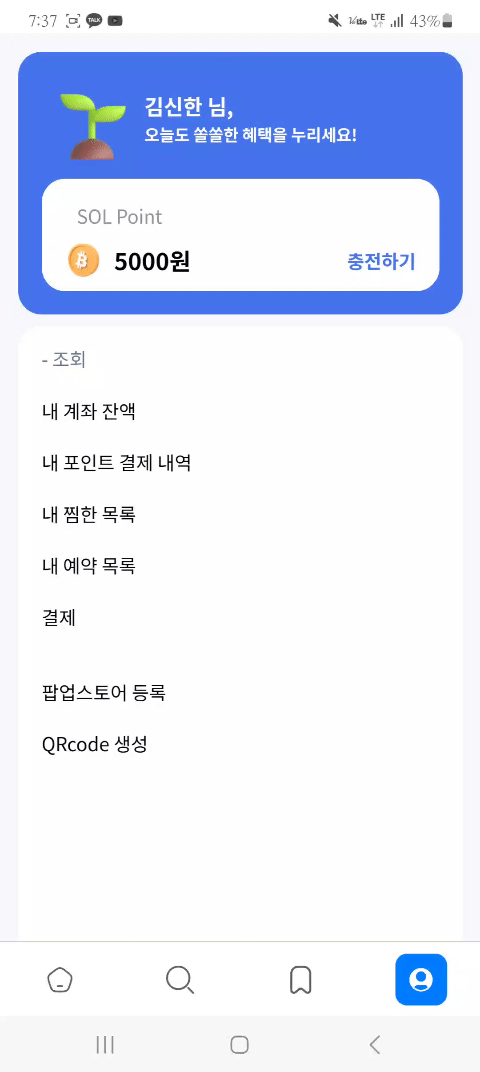 7:37 TALK VoLTE LTE 43%
김신한 님,
오늘도 쏠쏠한 혜택을 누리세요!
SOL Point
5000원 충전하기
- 조회
내 계좌 잔액
내 포인트 결제 내역
내 찜한 목록
내 예약 목록
결제
팝업스토어 등록
QRcode 생성